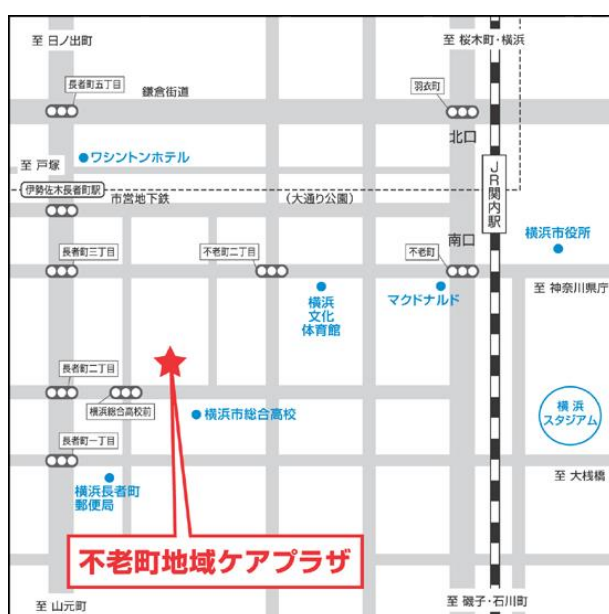 至 日ノ出町
至 桜木町・横浜
長者町五丁目
鎌倉街道
羽衣町
北口
ワシントンホテル
至 戸塚
JR関内駅
伊勢佐木長者町駅
市営地下鉄
(大通り公園)
南口
横浜市役所
長者町三丁目
不老町二丁目
不老町
至 神奈川県庁
横浜
文化
体育館
マクドナルド
長者町二丁目
横浜総合高校前
横浜市総合高校
横浜
スタジアム
長者町一丁目
横浜長者町
郵便局
至 大桟橋
不老町地域ケアプラザ
至 山元町
至 磯子・石川町